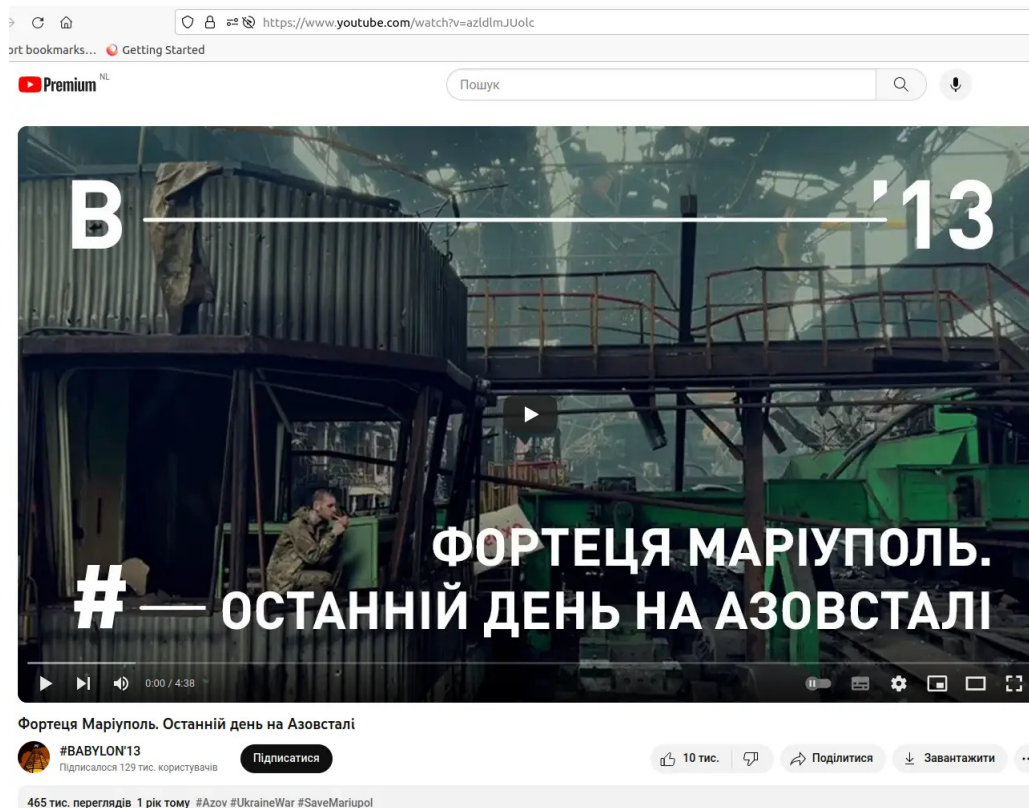 https://www.youtube.com/watch?v=azldlmJUolc
ort bookmarks... Getting Started
Premium NL
Пошук
B '13
ФОРТЕЦЯ МАРІУПОЛЬ.
# — ОСТАННІЙ ДЕНЬ НА АЗОВСТАЛІ
0:00 / 4:38
Фортеця Маріуполь. Останній день на Азовсталі
#BABYLON'13
Підписалося 129 тис. користувачів
Підписатися
10 тис.
Поділитися
Завантажити
465 тис. переглядів 1 рік тому #Azov #UkraineWar #SaveMariupol